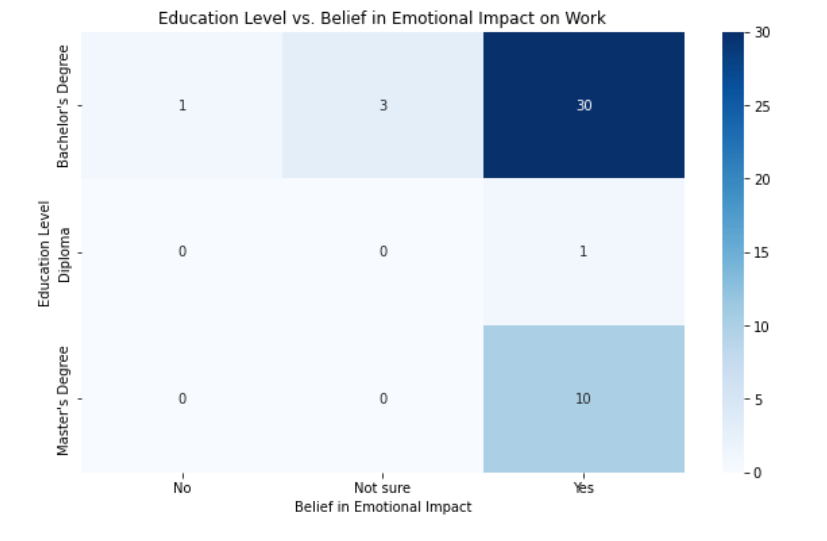 Education Level vs. Belief in Emotional Impact on Work
Education Level
Bachelor's Degree
1 3 30
Diploma
0 0 1
Master's Degree
0 0 10
No Not sure Yes
Belief in Emotional Impact
30
25
20
15
10
5
0